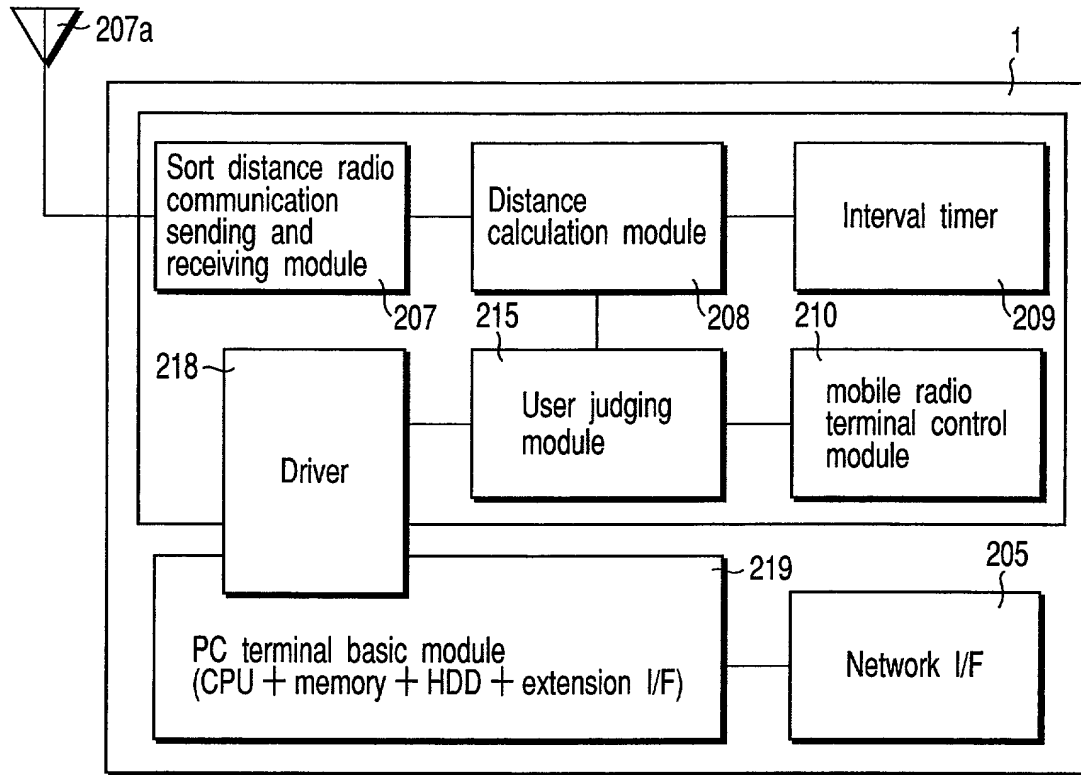 207a
1
Sort distance radio
communication
sending and
receiving module
207
Distance
calculation module
208
Interval timer
209
218
Driver
215
User judging
module
210
mobile radio
terminal control
module
219
PC terminal basic module
(CPU + memory + HDD + extension I/F)
205
Network I/F